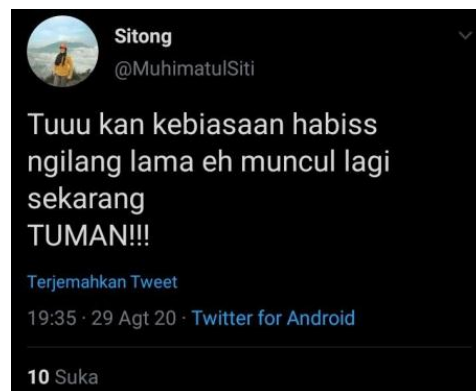 Sitong
@MuhimatulSiti
Tuuu kan kebiasaan habiss
ngilang lama eh muncul lagi
sekarang
TUMAN!!!
Terjemahkan Tweet
19:35 · 29 Agt 20 · Twitter for Android
10 Suka